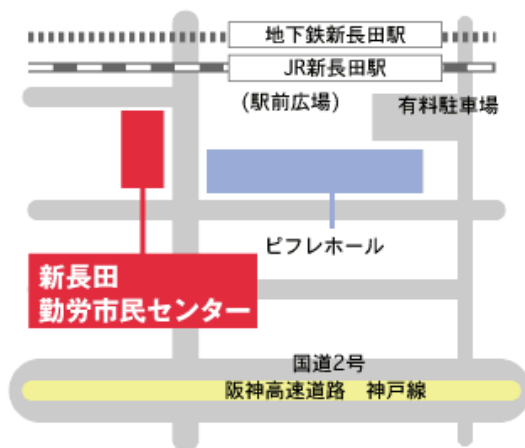 地下鉄新長田駅
JR新長田駅
(駅前広場)
有料駐車場
ピフレホール
新長田
勤労市民センター
国道2号
阪神高速道路　神戸線